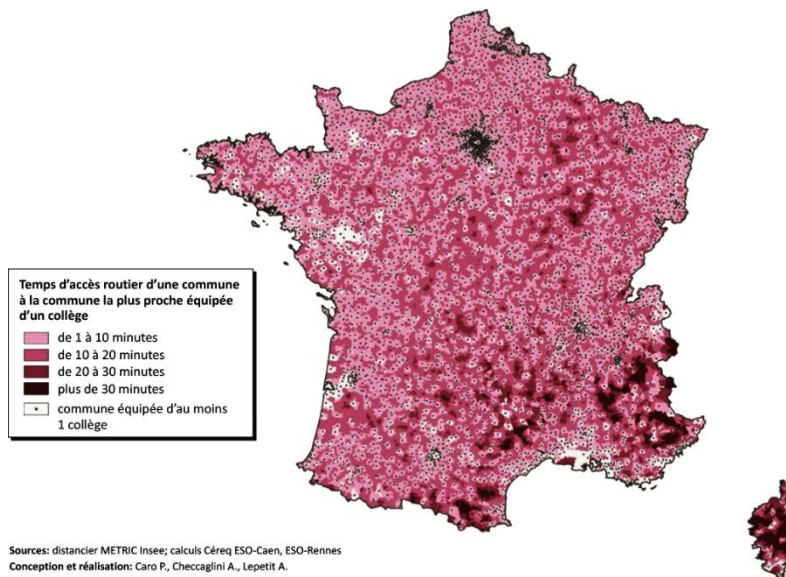 Temps d'accès routier d'une commune
à la commune la plus proche équipée
d'un collège
de 1 à 10 minutes
de 10 à 20 minutes
de 20 à 30 minutes
plus de 30 minutes
commune équipée d'au moins
1 collège
Sources: distancier METRIC Insee; calculs Céreq ESO-Caen, ESO-Rennes
Conception et réalisation: Caro P., Checcaglini A., Lepetit A.